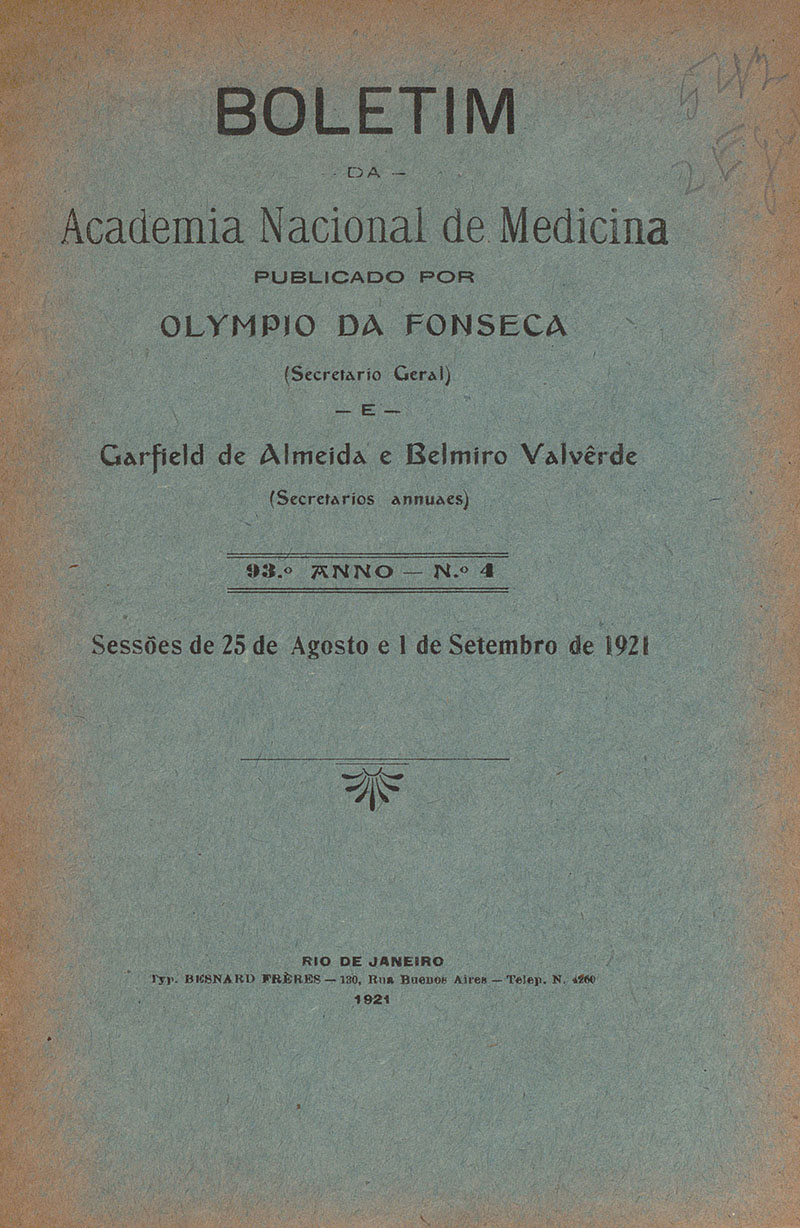 BOLETIM
DA —
Academia Nacional de Medicina
PUBLICADO POR
OLYMPIO DA FONSECA
(Secretario Geral)
— E —
Garfield de Almeida e Belmiro Valvêrde
(Secretarios annuaes)
93.º ANNO — N.º 4
Sessões de 25 de Agosto e 1 de Setembro de 1921
RIO DE JANEIRO
Typ. BESNARD FRÈRES — 130, Rua Buenos Aires — Telep. N. 4260
1921